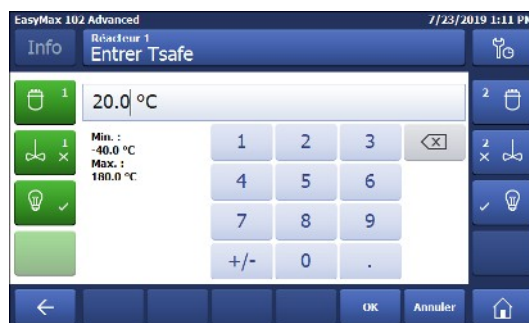 EasyMax 102 Advanced
7/23/2019 1:11 PM
Info
Réacteur 1
Entrer Tsafe
1
20.0 °C
2
1
Min. :
-40.0 °C
Max. :
180.0 °C
1 2 3
2
4 5 6
7 8 9
+/- 0 .
OK
Annuler